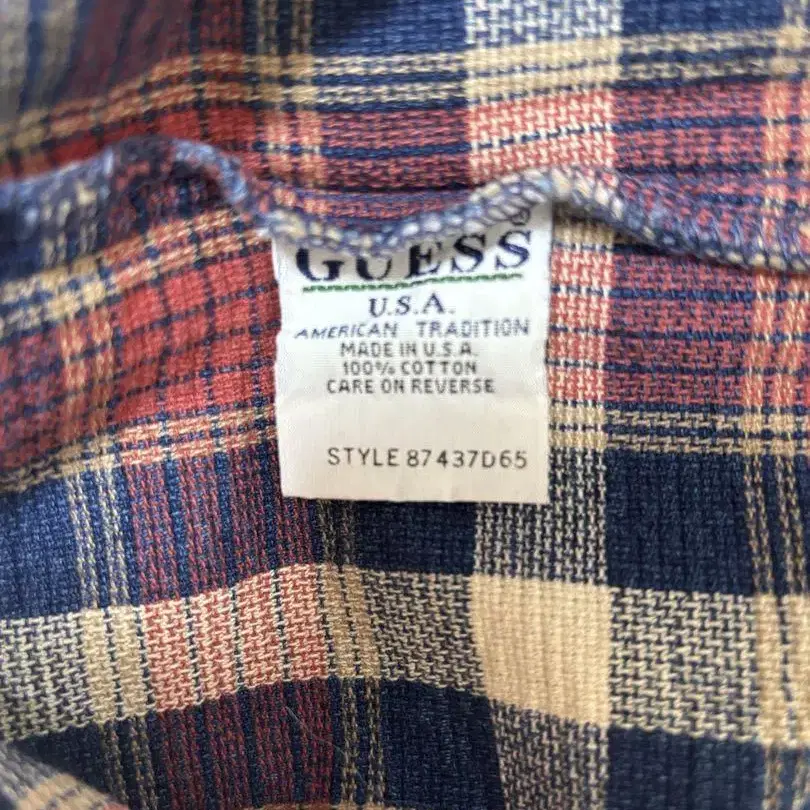 GUESS®
U.S.A.
AMERICAN TRADITION
MADE IN U.S.A.
100% COTTON
CARE ON REVERSE
STYLE 87437D65